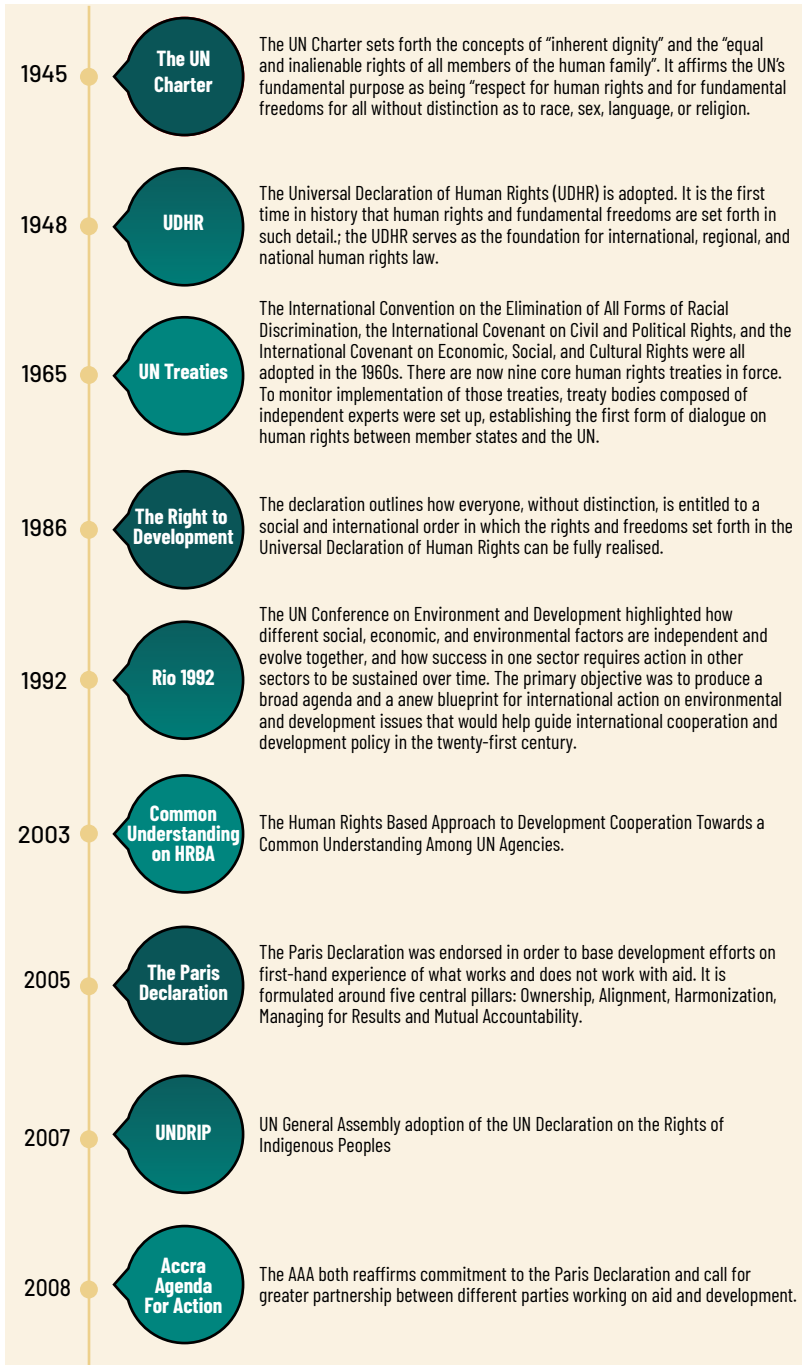 1945
The UN
Charter
The UN Charter sets forth the concepts of “inherent dignity” and the “equal
and inalienable rights of all members of the human family”. It affirms the UN’s
fundamental purpose as being “respect for human rights and for fundamental
freedoms for all without distinction as to race, sex, language, or religion.
1948
UDHR
The Universal Declaration of Human Rights (UDHR) is adopted. It is the first
time in history that human rights and fundamental freedoms are set forth in
such detail.; the UDHR serves as the foundation for international, regional, and
national human rights law.
1965
UN Treaties
The International Convention on the Elimination of All Forms of Racial
Discrimination, the International Covenant on Civil and Political Rights, and the
International Covenant on Economic, Social, and Cultural Rights were all
adopted in the 1960s. There are now nine core human rights treaties in force.
To monitor implementation of those treaties, treaty bodies composed of
independent experts were set up, establishing the first form of dialogue on
human rights between member states and the UN.
1986
The Right to
Development
The declaration outlines how everyone, without distinction, is entitled to a
social and international order in which the rights and freedoms set forth in the
Universal Declaration of Human Rights can be fully realised.
1992
Rio 1992
The UN Conference on Environment and Development highlighted how
different social, economic, and environmental factors are independent and
evolve together, and how success in one sector requires action in other
sectors to be sustained over time. The primary objective was to produce a
broad agenda and a anew blueprint for international action on environmental
and development issues that would help guide international cooperation and
development policy in the twenty-first century.
2003
Common
Understanding
on HRBA
The Human Rights Based Approach to Development Cooperation Towards a
Common Understanding Among UN Agencies.
2005
The Paris
Declaration
The Paris Declaration was endorsed in order to base development efforts on
first-hand experience of what works and does not work with aid. It is
formulated around five central pillars: Ownership, Alignment, Harmonization,
Managing for Results and Mutual Accountability.
2007
UNDRIP
UN General Assembly adoption of the UN Declaration on the Rights of
Indigenous Peoples
2008
Accra
Agenda
For Action
The AAA both reaffirms commitment to the Paris Declaration and call for
greater partnership between different parties working on aid and development.